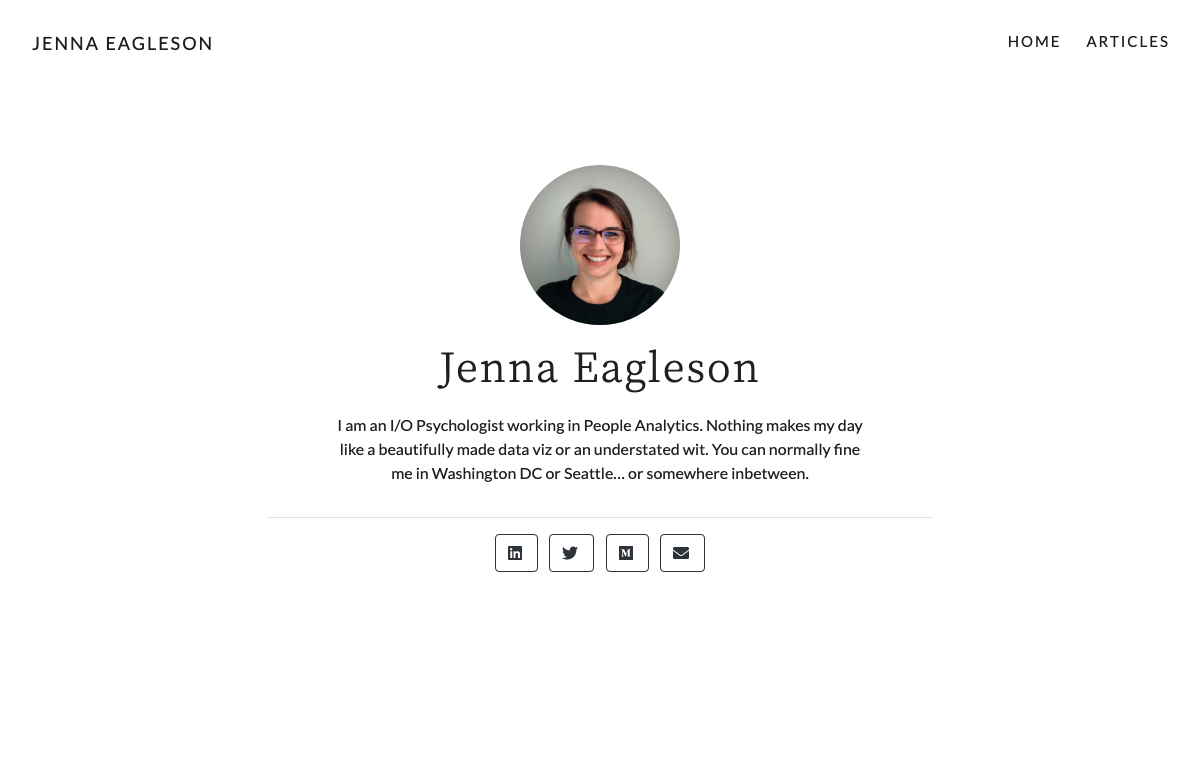 JENNA EAGLESON
HOME ARTICLES
Jenna Eagleson
I am an I/O Psychologist working in People Analytics. Nothing makes my day
like a beautifully made data viz or an understated wit. You can normally fine
me in Washington DC or Seattle... or somewhere inbetween.
in
M